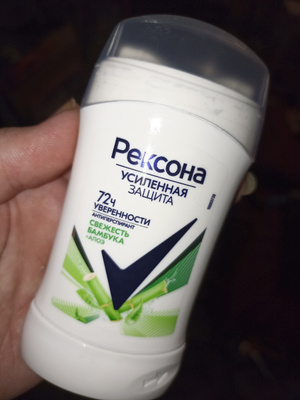 Рексона
УСИЛЕННАЯ
ЗАЩИТА
72ч
УВЕРЕННОСТИ
АНТИПЕРСПИРАНТ
СВЕЖЕСТЬ
БАМБУКА
+АЛОЭ